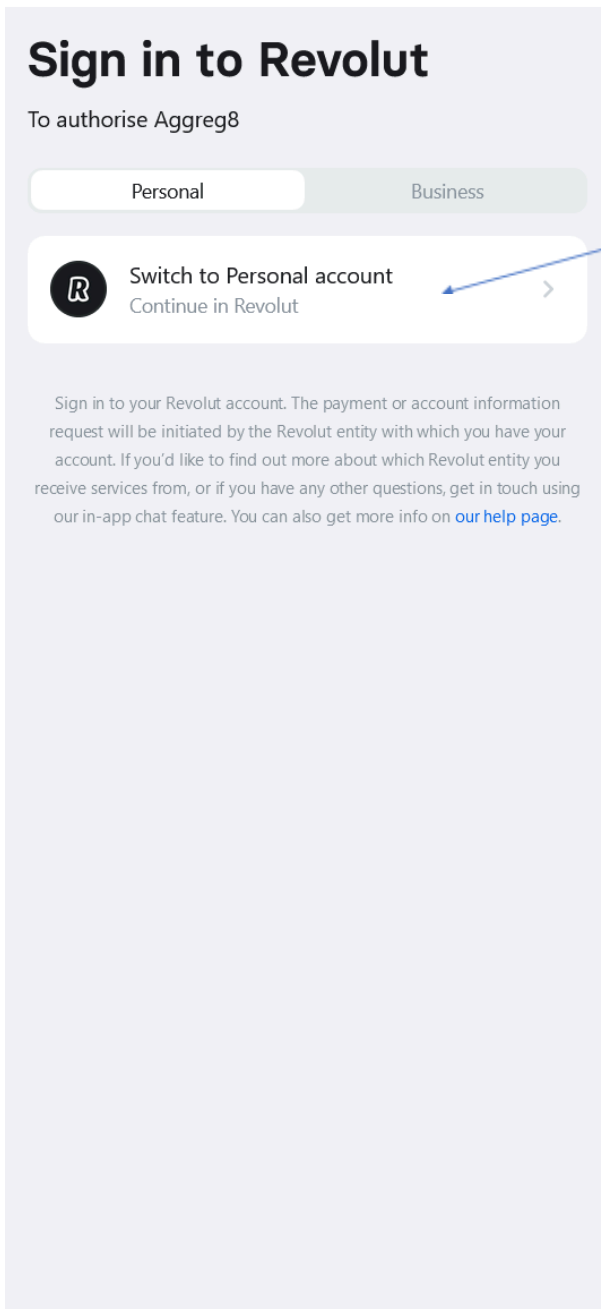 Sign in to Revolut
To authorise Aggreg8
Personal
Business
R
Switch to Personal account
Continue in Revolut
Sign in to your Revolut account. The payment or account information
request will be initiated by the Revolut entity with which you have your
account. If you'd like to find out more about which Revolut entity you
receive services from, or if you have any other questions, get in touch using
our in-app chat feature. You can also get more info on our help page.